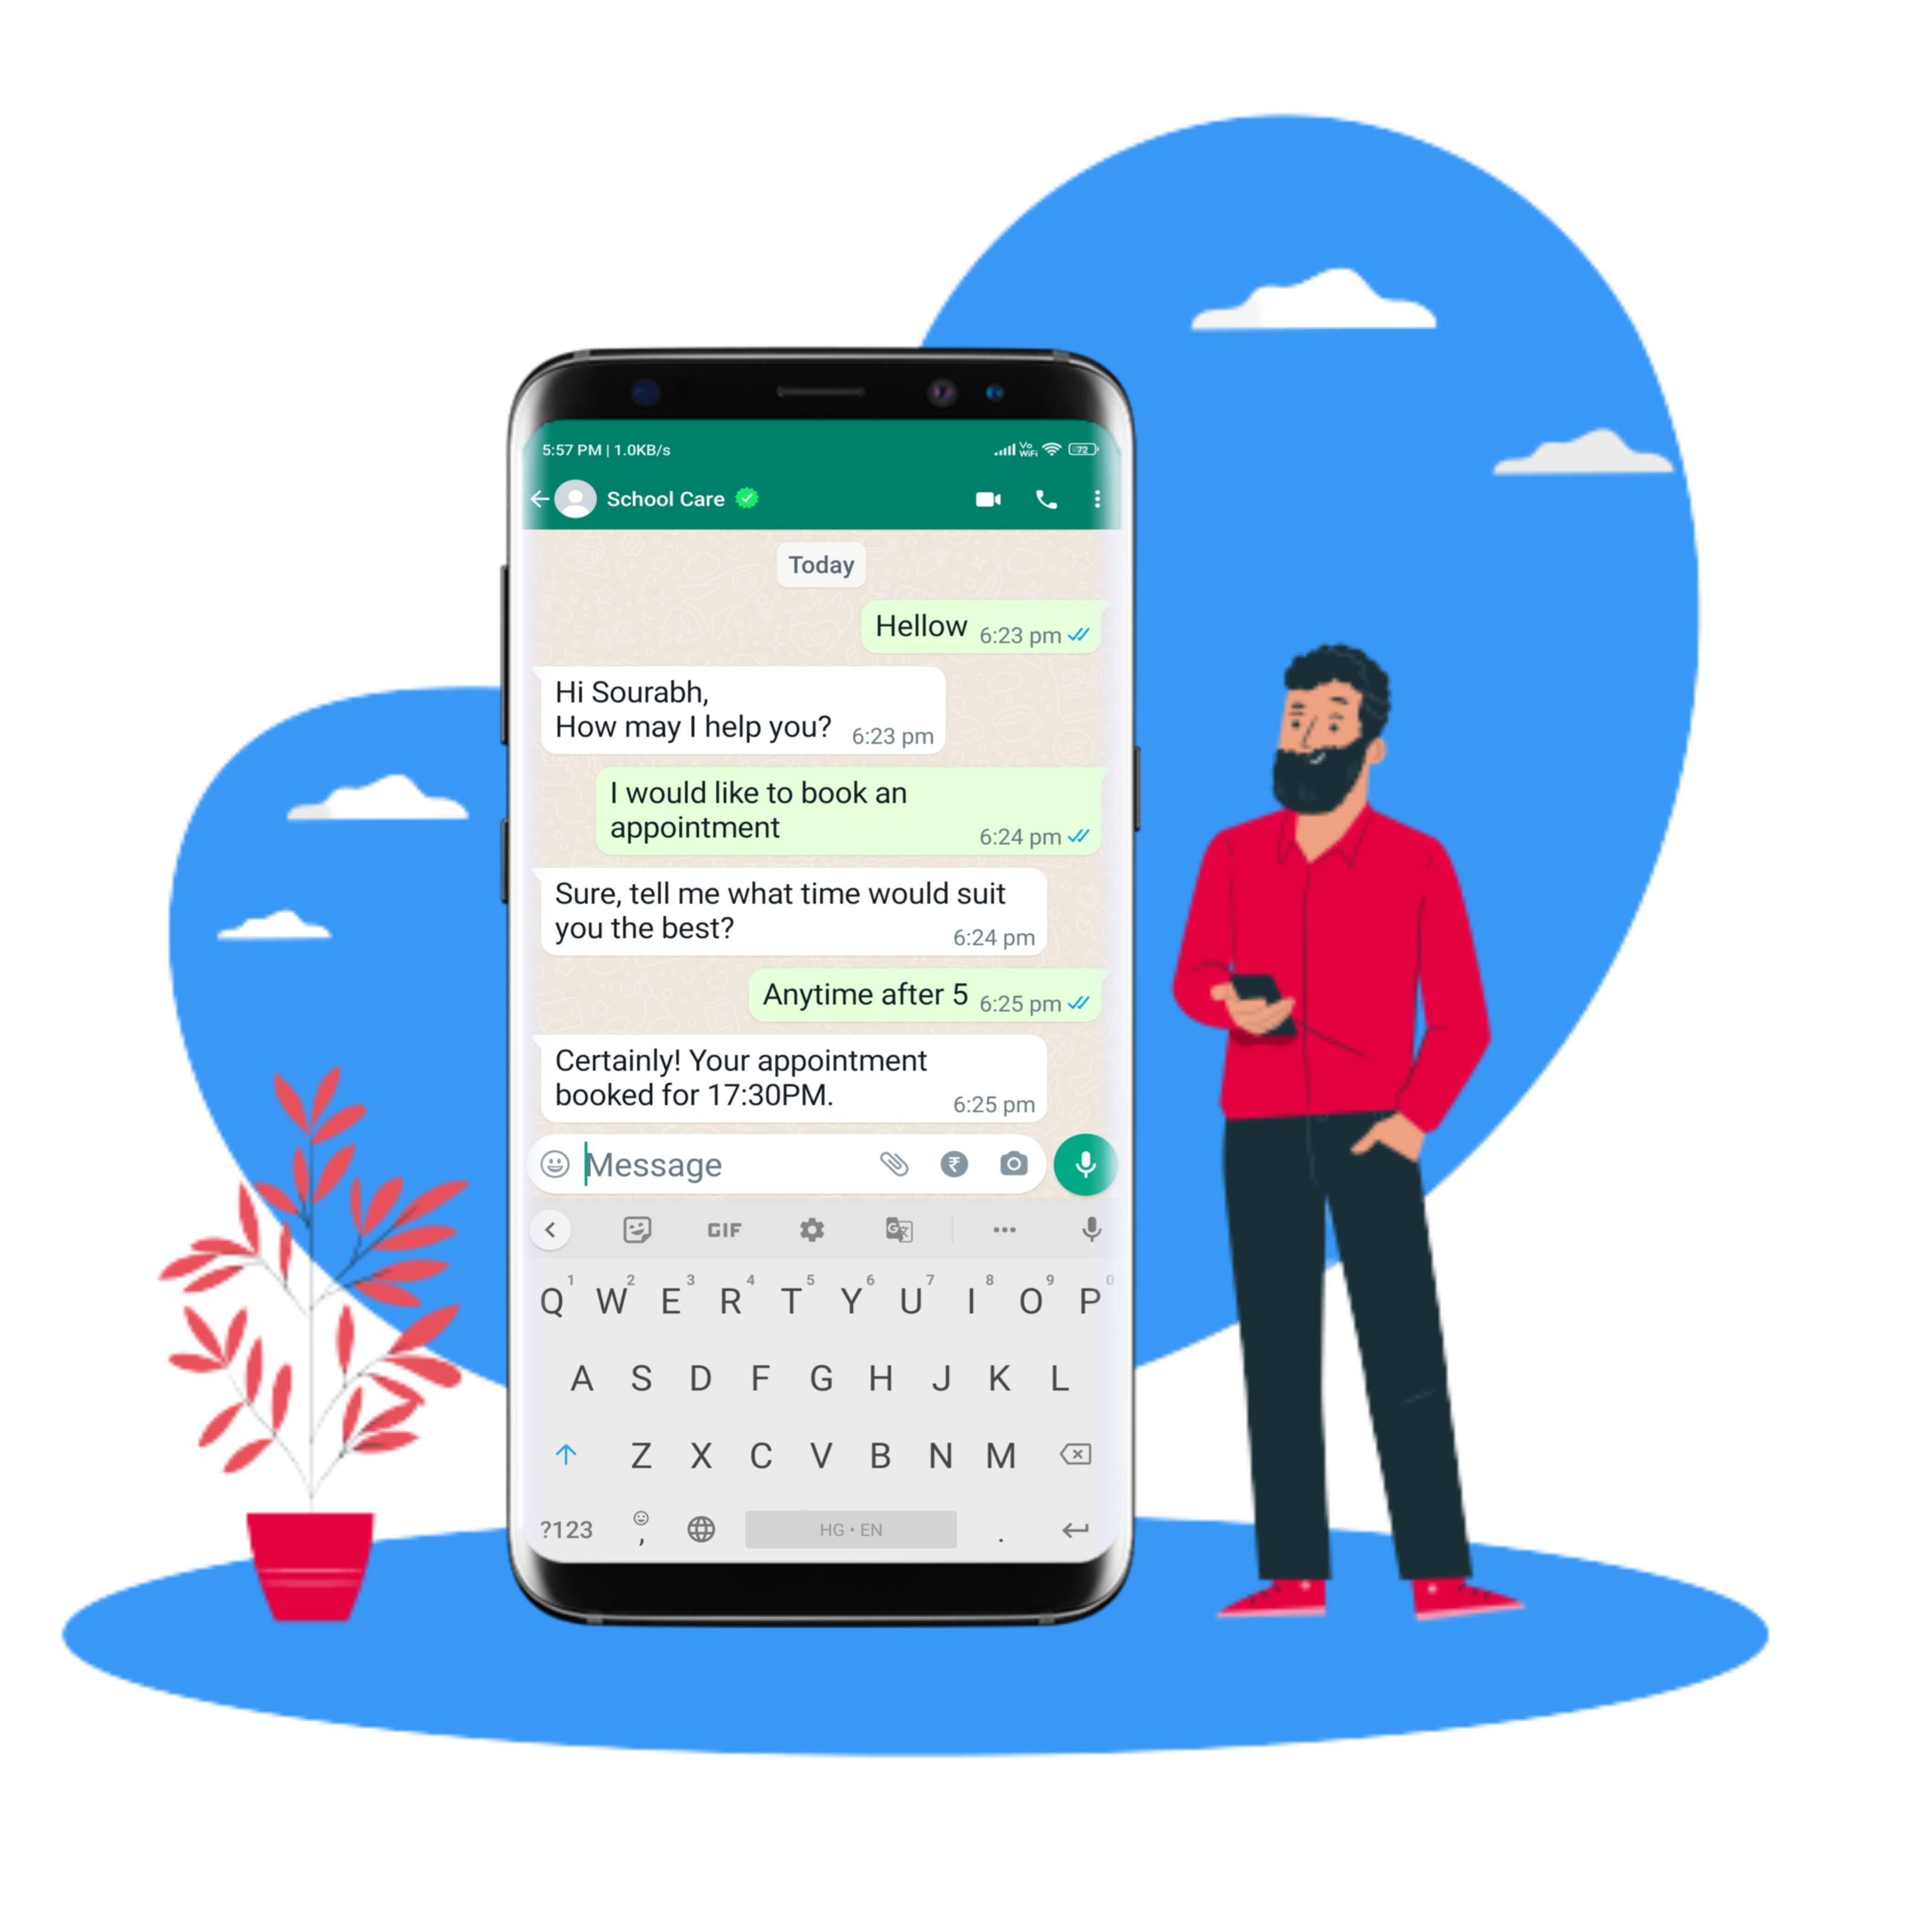 5:57 PM | 1.0KB/s
Vo
WiFi
72
School Care
Today
Hellow 6:23 pm
Hi Sourabh,
How may I help you? 6:23 pm
I would like to book an
appointment 6:24 pm
Sure, tell me what time would suit
you the best? 6:24 pm
Anytime after 5 6:25 pm
Certainly! Your appointment
booked for 17:30PM. 6:25 pm
Message
₹
GIF
G
1 2 3 4 5 6 7 8 9 0
Q W E R T Y U I O P
A S D F G H J K L
Z X C V B N M
?123 , HG • EN .